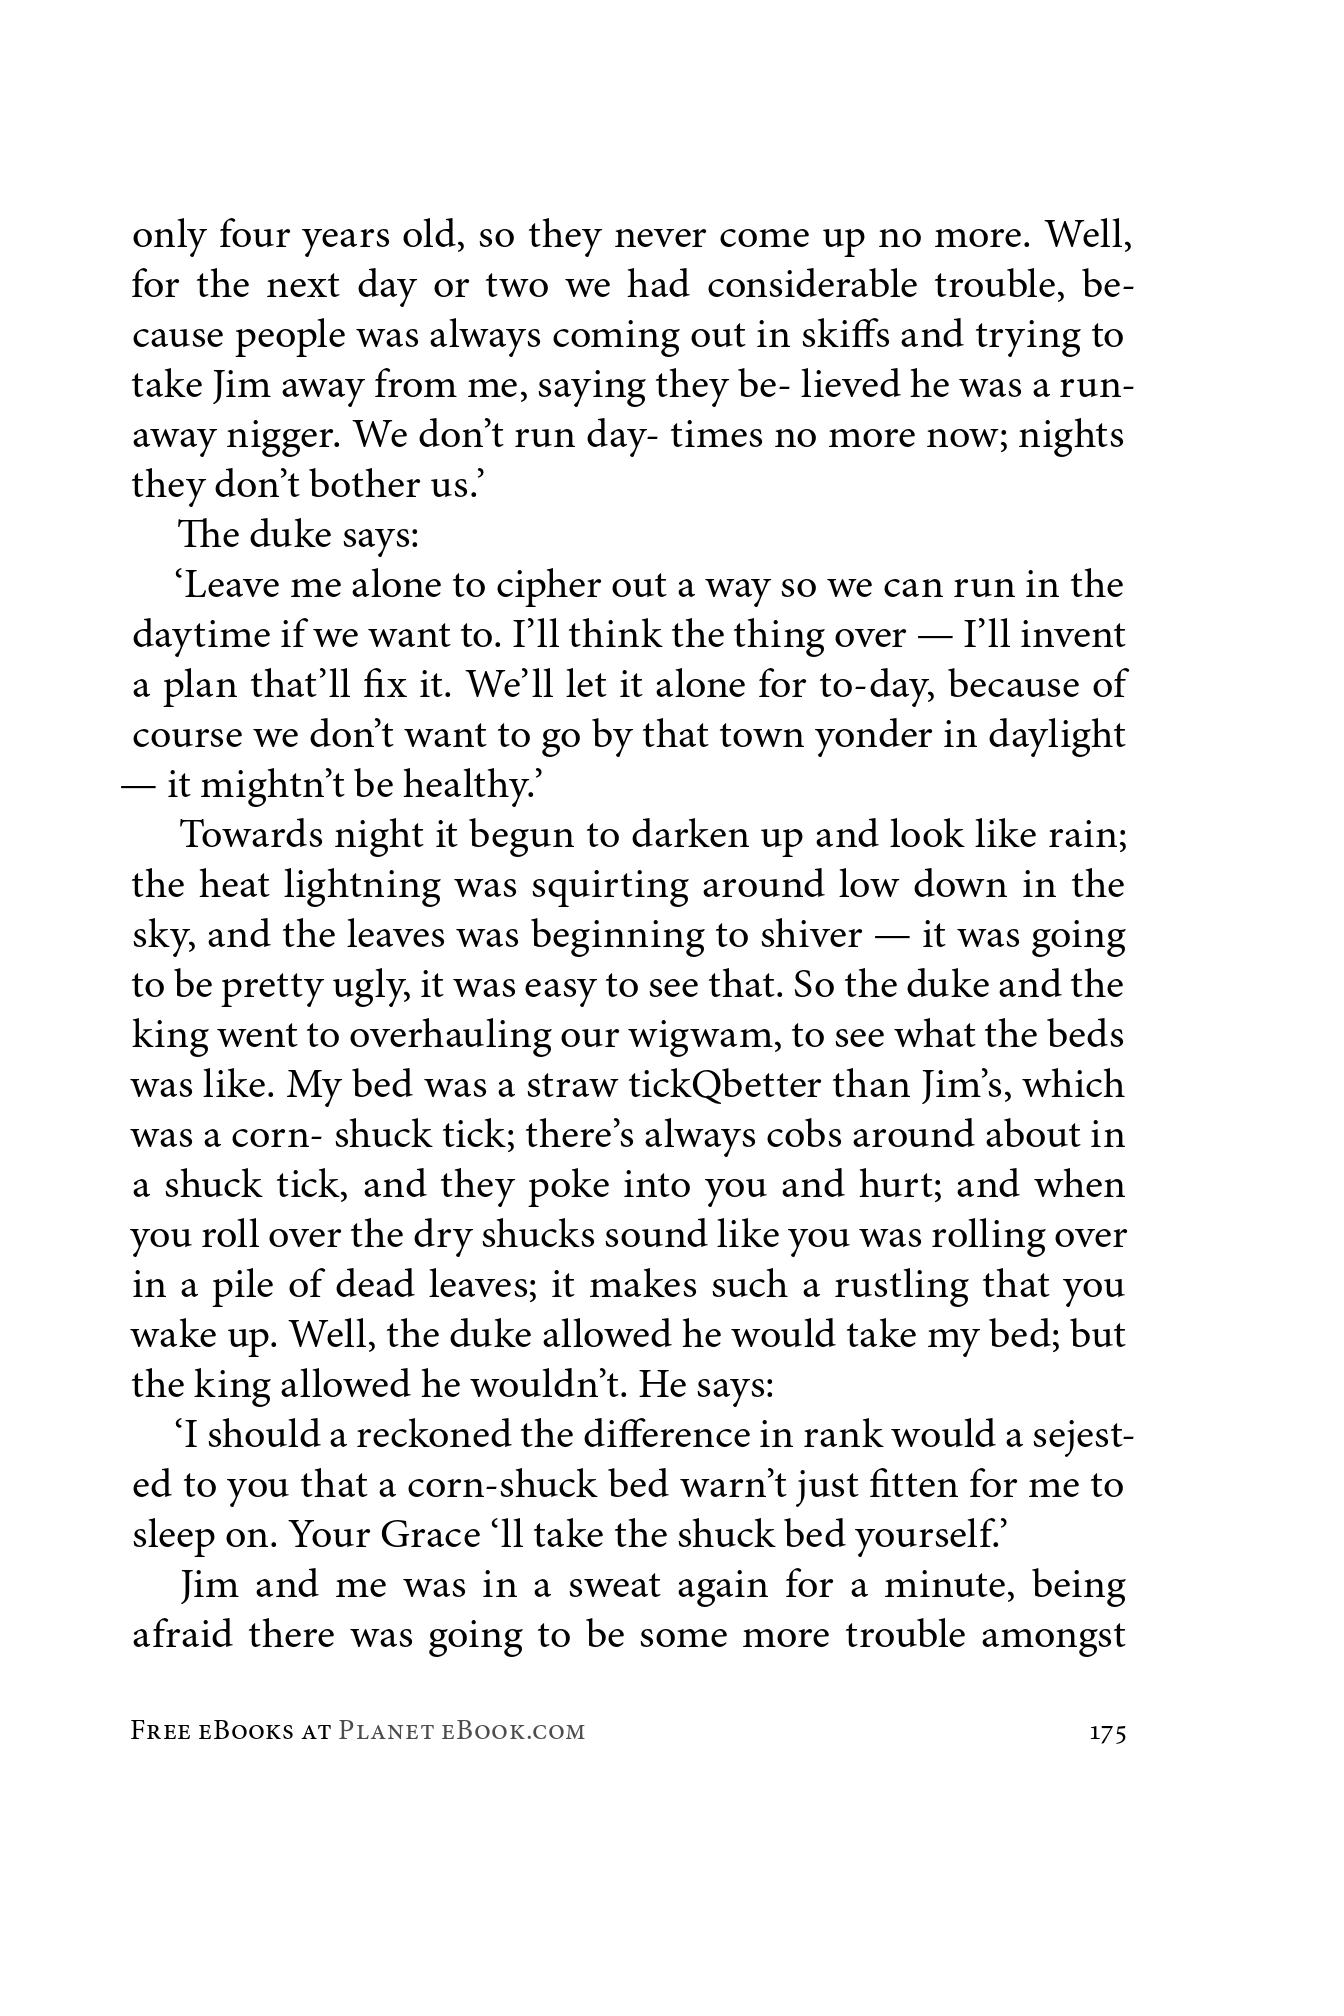 only four years old, so they never come up no more. Well,
for the next day or two we had considerable trouble, be-
cause people was always coming out in skiffs and trying to
take Jim away from me, saying they be- lieved he was a run-
away nigger. We don’t run day- times no more now; nights
they don’t bother us.’
The duke says:
‘Leave me alone to cipher out a way so we can run in the
daytime if we want to. I’ll think the thing over — I’ll invent
a plan that’ll fix it. We’ll let it alone for to-day, because of
course we don’t want to go by that town yonder in daylight
— it mightn’t be healthy.’
Towards night it begun to darken up and look like rain;
the heat lightning was squirting around low down in the
sky, and the leaves was beginning to shiver — it was going
to be pretty ugly, it was easy to see that. So the duke and the
king went to overhauling our wigwam, to see what the beds
was like. My bed was a straw tickQbetter than Jim’s, which
was a corn- shuck tick; there’s always cobs around about in
a shuck tick, and they poke into you and hurt; and when
you roll over the dry shucks sound like you was rolling over
in a pile of dead leaves; it makes such a rustling that you
wake up. Well, the duke allowed he would take my bed; but
the king allowed he wouldn’t. He says:
‘I should a reckoned the difference in rank would a sejest-
ed to you that a corn-shuck bed warn’t just fitten for me to
sleep on. Your Grace ‘ll take the shuck bed yourself.’
Jim and me was in a sweat again for a minute, being
afraid there was going to be some more trouble amongst
Free eBooks at Planet eBook.com 175